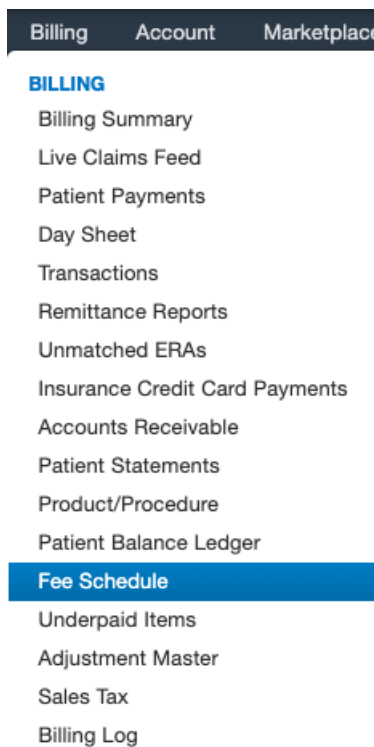 Billing Account Marketplace
BILLING
Billing Summary
Live Claims Feed
Patient Payments
Day Sheet
Transactions
Remittance Reports
Unmatched ERAs
Insurance Credit Card Payments
Accounts Receivable
Patient Statements
Product/Procedure
Patient Balance Ledger
Fee Schedule
Underpaid Items
Adjustment Master
Sales Tax
Billing Log